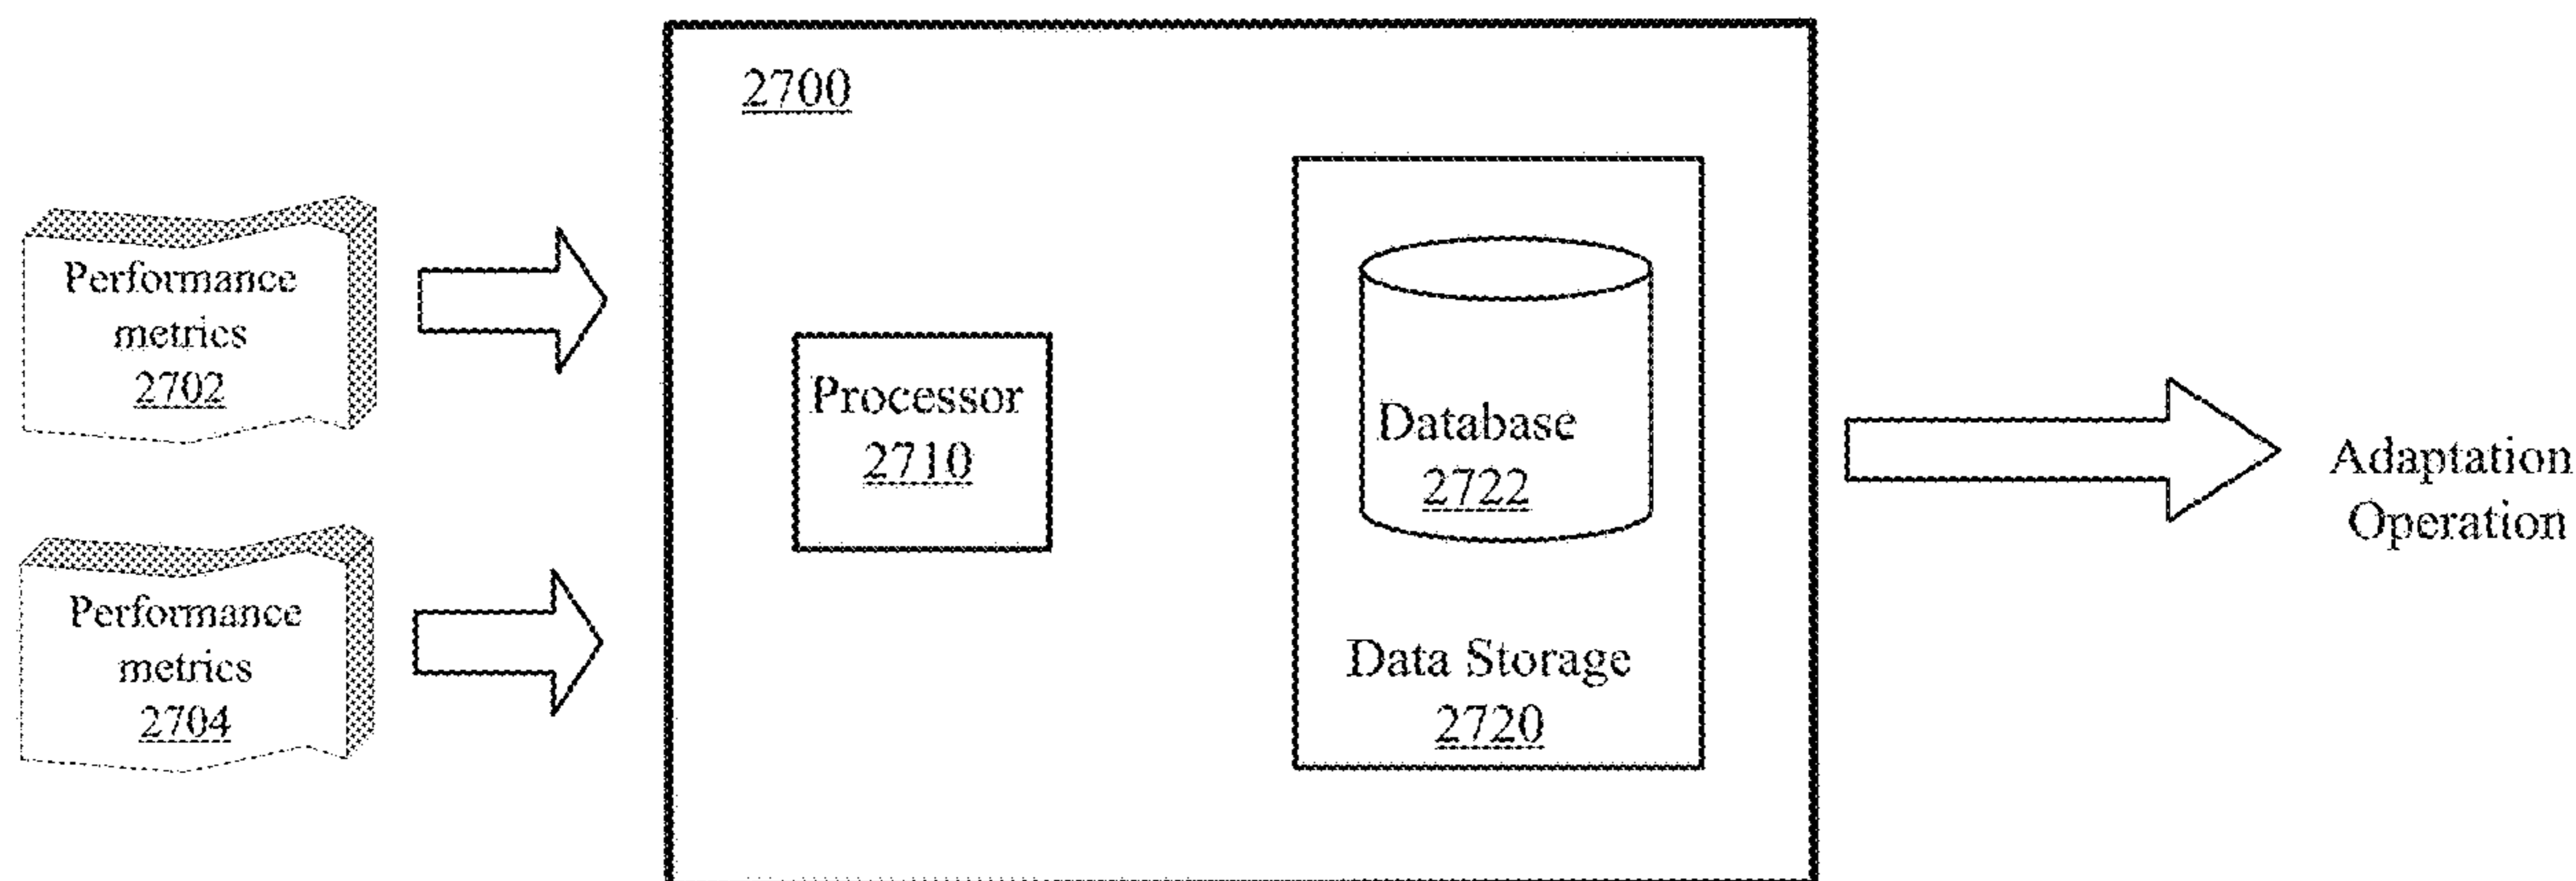 2700
Performance
metrics
2702
Performance
metrics
2704
Processor
2710
Database
2722
Data Storage
2720
Adaptation
Operation